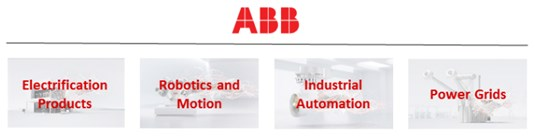 ABB
Electrification
Products
Robotics and
Motion
Industrial
Automation
Power Grids